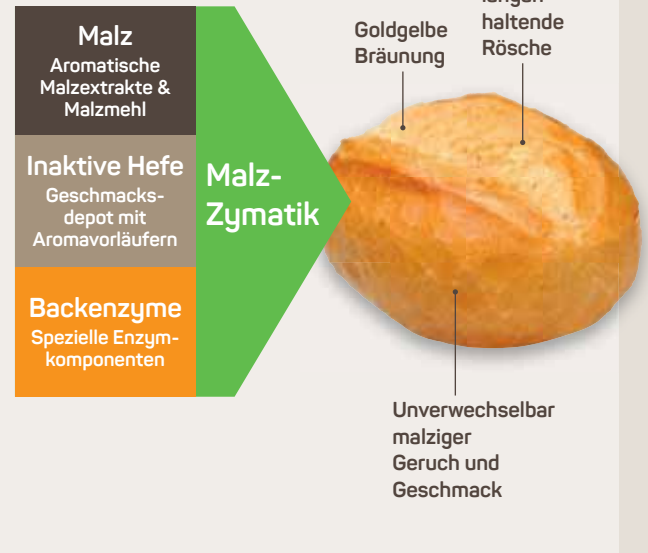 Malz
Aromatische
Malzextrakte &
Malzmehl
Inaktive Hefe
Geschmacks-
depot mit
Aromavorläufern
Backenzyme
Spezielle Enzym-
komponenten
Malz-
Zymatik
Goldgelbe
Bräunung
haltende
Rösche
Unverwechselbar
malziger
Geruch und
Geschmack